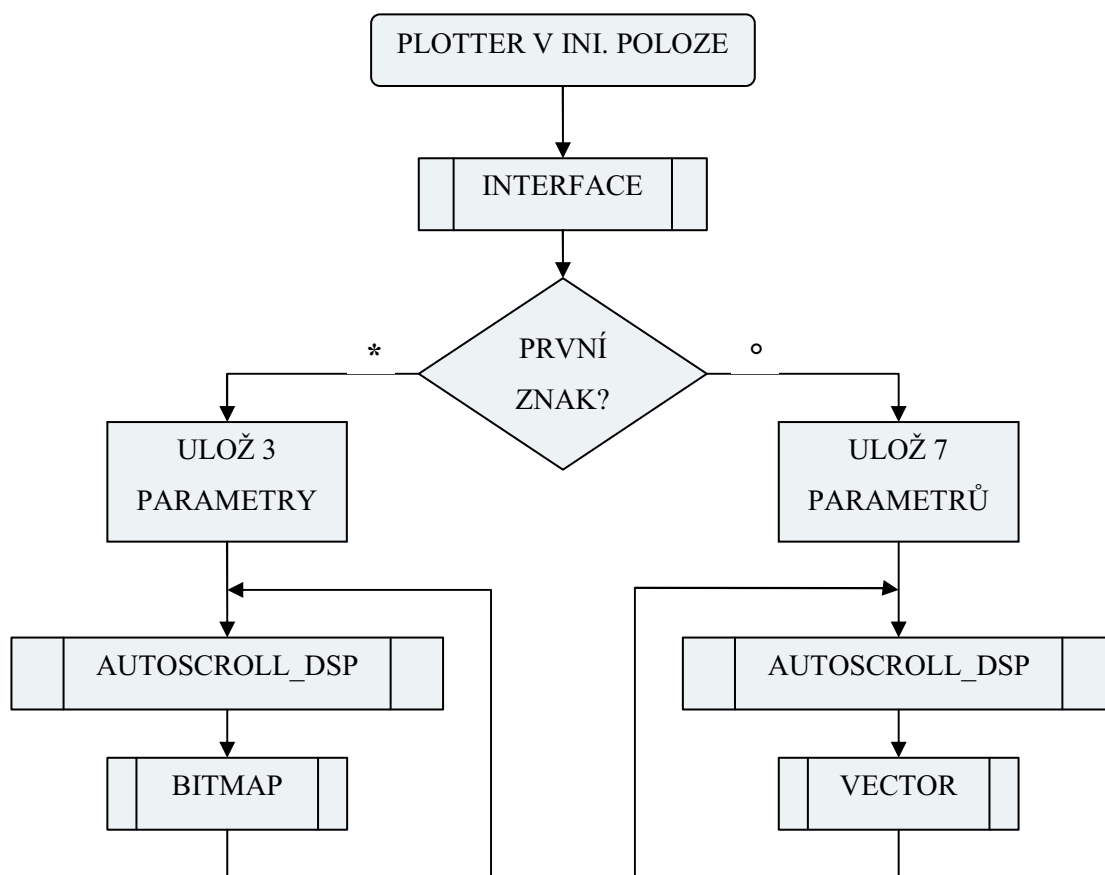 PLOTTER V INI. POLOZE
INTERFACE
PRVNÍ
ZNAK?
*
°
ULOŽ 3
PARAMETRY
ULOŽ 7
PARAMETRŮ
AUTOSCROLL_DSP
AUTOSCROLL_DSP
BITMAP
VECTOR